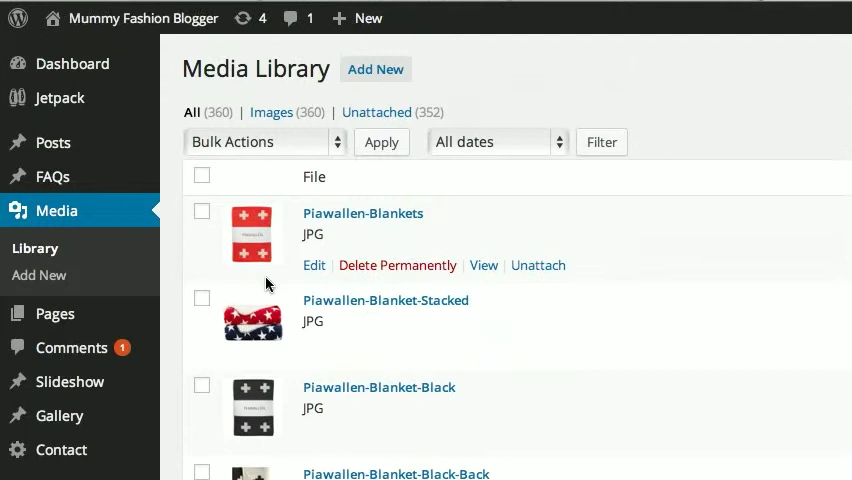 Mummy Fashion Blogger 4 1 New
Dashboard
Jetpack
Posts
FAQs
Media
Library
Add New
Pages
Comments 1
Slideshow
Gallery
Contact
Media Library Add New
All (360) | Images (360) | Unattached (352)
Bulk Actions Apply All dates Filter
File
Piawallen-Blankets
JPG
Edit | Delete Permanently | View | Unattach
Piawallen-Blanket-Stacked
JPG
Piawallen-Blanket-Black
JPG
Piawallen-Blanket-Black-Back